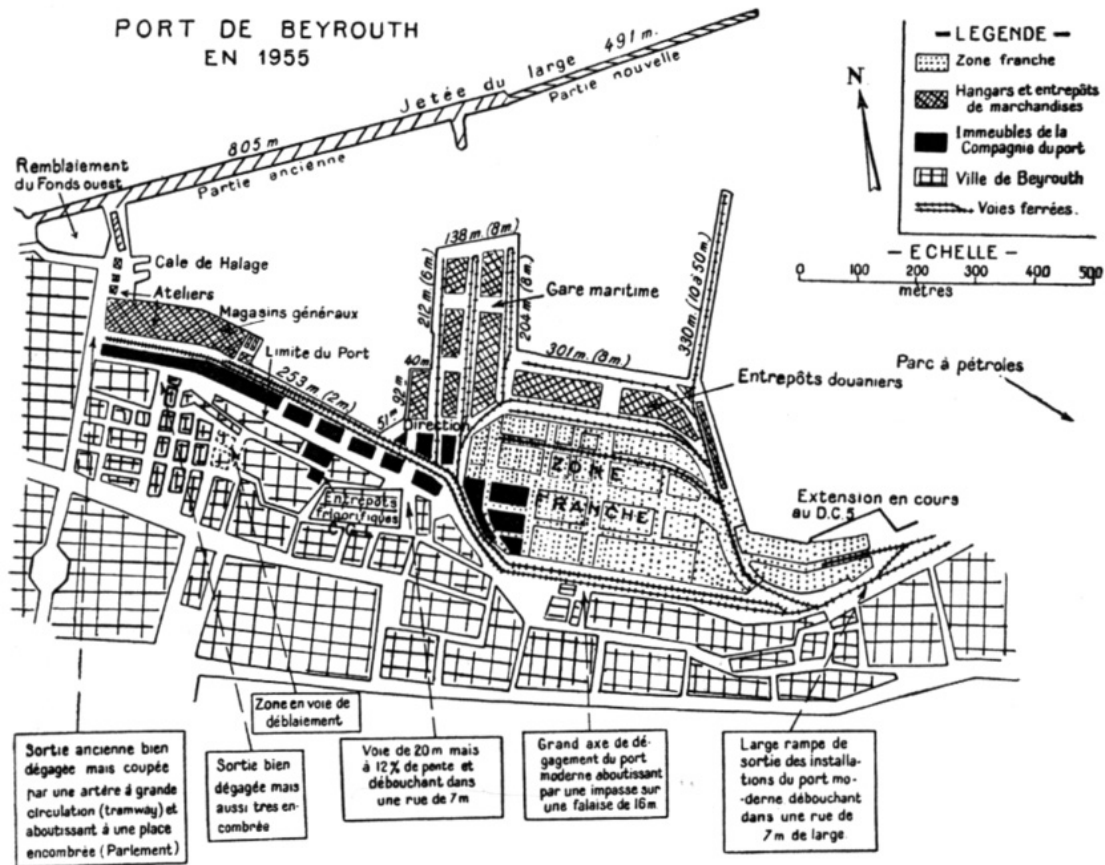 PORT DE BEYROUTH
EN 1955
Jetée du large 491 m.
Partie nouvelle
805 m
Partie ancienne
Remblaiement
du Fonds ouest
N
— LEGENDE —
Zone franche
Hangars et entrepôts
de marchandises
Immeubles de la
Compagnie du port
Ville de Beyrouth
Voies ferrées.
— ECHELLE —
0 100 200 300 400 500
mètres
Cale de Halage
Ateliers
Magasins généraux
Limite du Port
253 m (2m)
138 m. (8m)
212 m (6 m)
204 m (8 m)
Gare maritime
330 m (10 à 50 m)
301 m. (8m)
40m
92 m.
51 m.
Direction
Entrepôts douaniers
Parc à pétroles
ZONE
FRANCHE
Entrepôts
frigorifiques
Extension en cours
au D.C.5.
Zone en voie de
déblaiement
Sortie ancienne bien
dégagée mais coupée
par une artère à grande
circulation (tramway) et
aboutissant à une place
encombrée (Parlement)
Sortie bien
dégagée mais
aussi tres en-
combrée
Voie de 20 m mais
à 12% de pente et
débouchant dans
une rue de 7 m
Grand axe de dé-
gagement du port
moderne aboutissant
par une impasse sur
une falaise de 16 m
Large rampe de
sortie des installa-
tions du port mo-
-derne débouchant
dans une rue de
7 m de large.